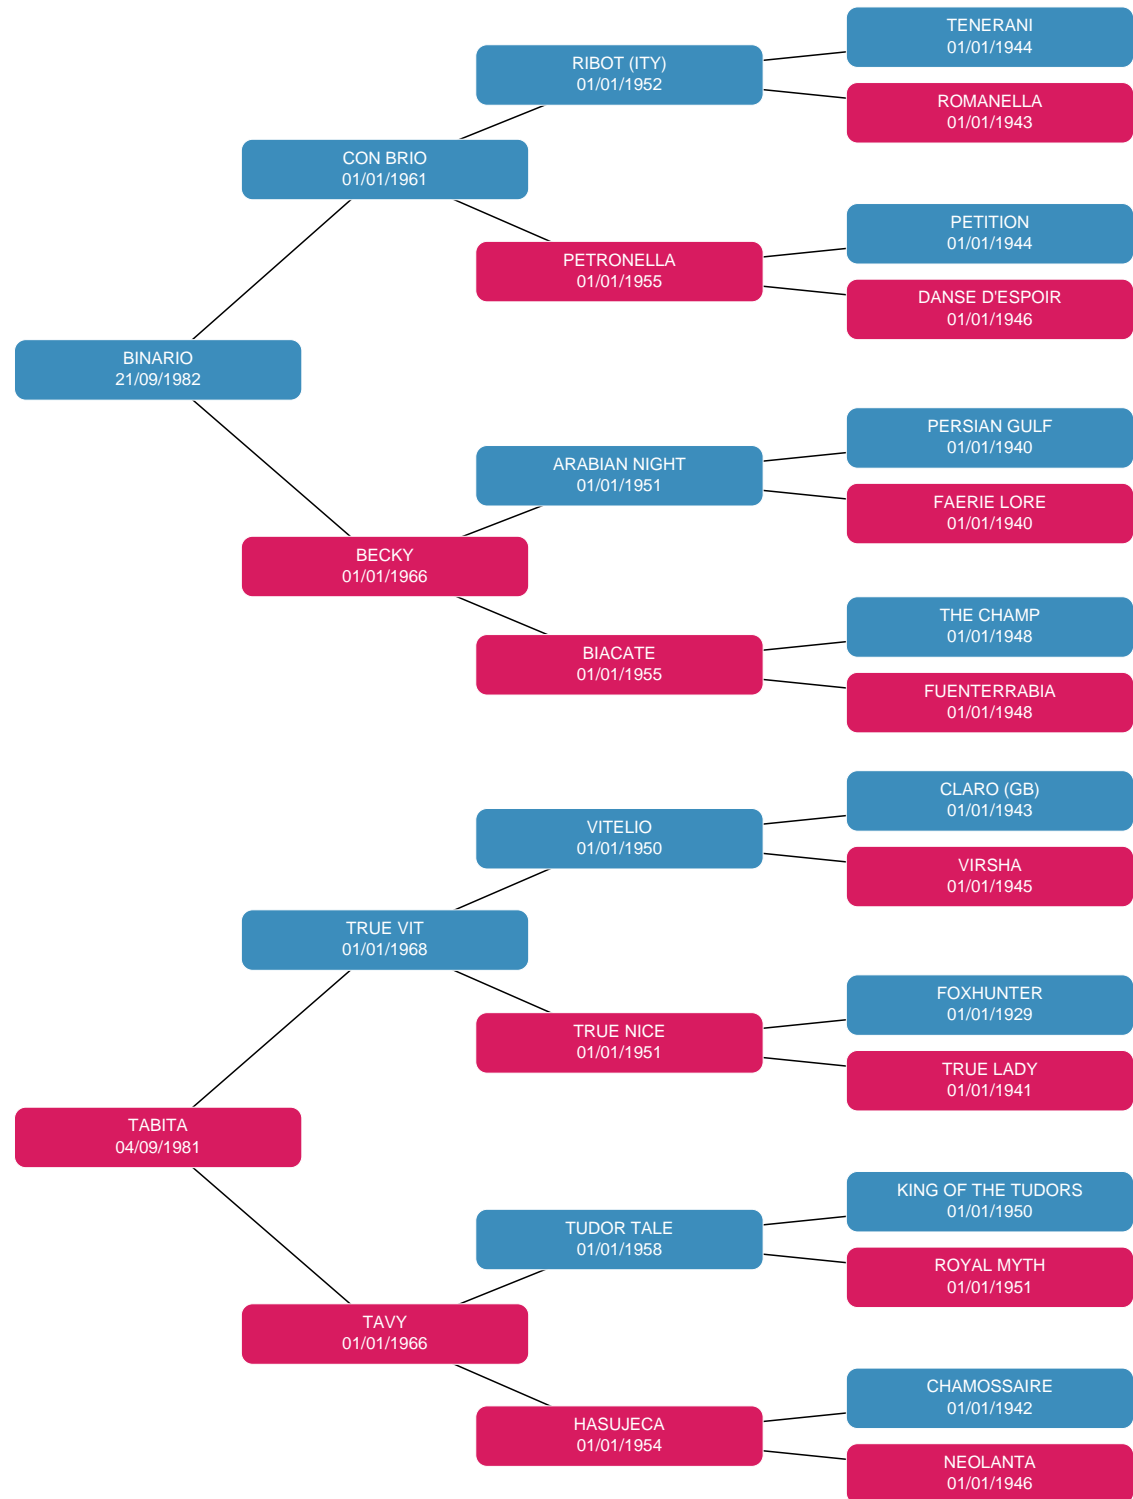 TENERANI
01/01/1944
RIBOT (ITY)
01/01/1952
ROMANELLA
01/01/1943
CON BRIO
01/01/1961
PETITION
01/01/1944
PETRONELLA
01/01/1955
DANSE D'ESPOIR
01/01/1946
BINARIO
21/09/1982
PERSIAN GULF
01/01/1940
ARABIAN NIGHT
01/01/1951
FAERIE LORE
01/01/1940
BECKY
01/01/1966
THE CHAMP
01/01/1948
BIACATE
01/01/1955
FUENTERRABIA
01/01/1948
CLARO (GB)
01/01/1943
VITELIO
01/01/1950
VIRSHA
01/01/1945
TRUE VIT
01/01/1968
FOXHUNTER
01/01/1929
TRUE NICE
01/01/1951
TRUE LADY
01/01/1941
TABITA
04/09/1981
KING OF THE TUDORS
01/01/1950
TUDOR TALE
01/01/1958
ROYAL MYTH
01/01/1951
TAVY
01/01/1966
CHAMOSSAIRE
01/01/1942
HASUJECA
01/01/1954
NEOLANTA
01/01/1946